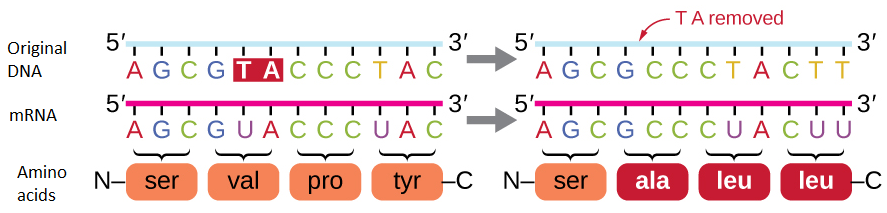 T A removed
Original DNA
5′ 3′ 5′ 3′
A G C G T A C C C T A C A G C G C C C T A C T T
mRNA
5′ 3′ 5′ 3′
A G C G U A C C C U A C A G C G C C C U A C U U
Amino acids
N– ser val pro tyr –C N– ser ala leu leu –C